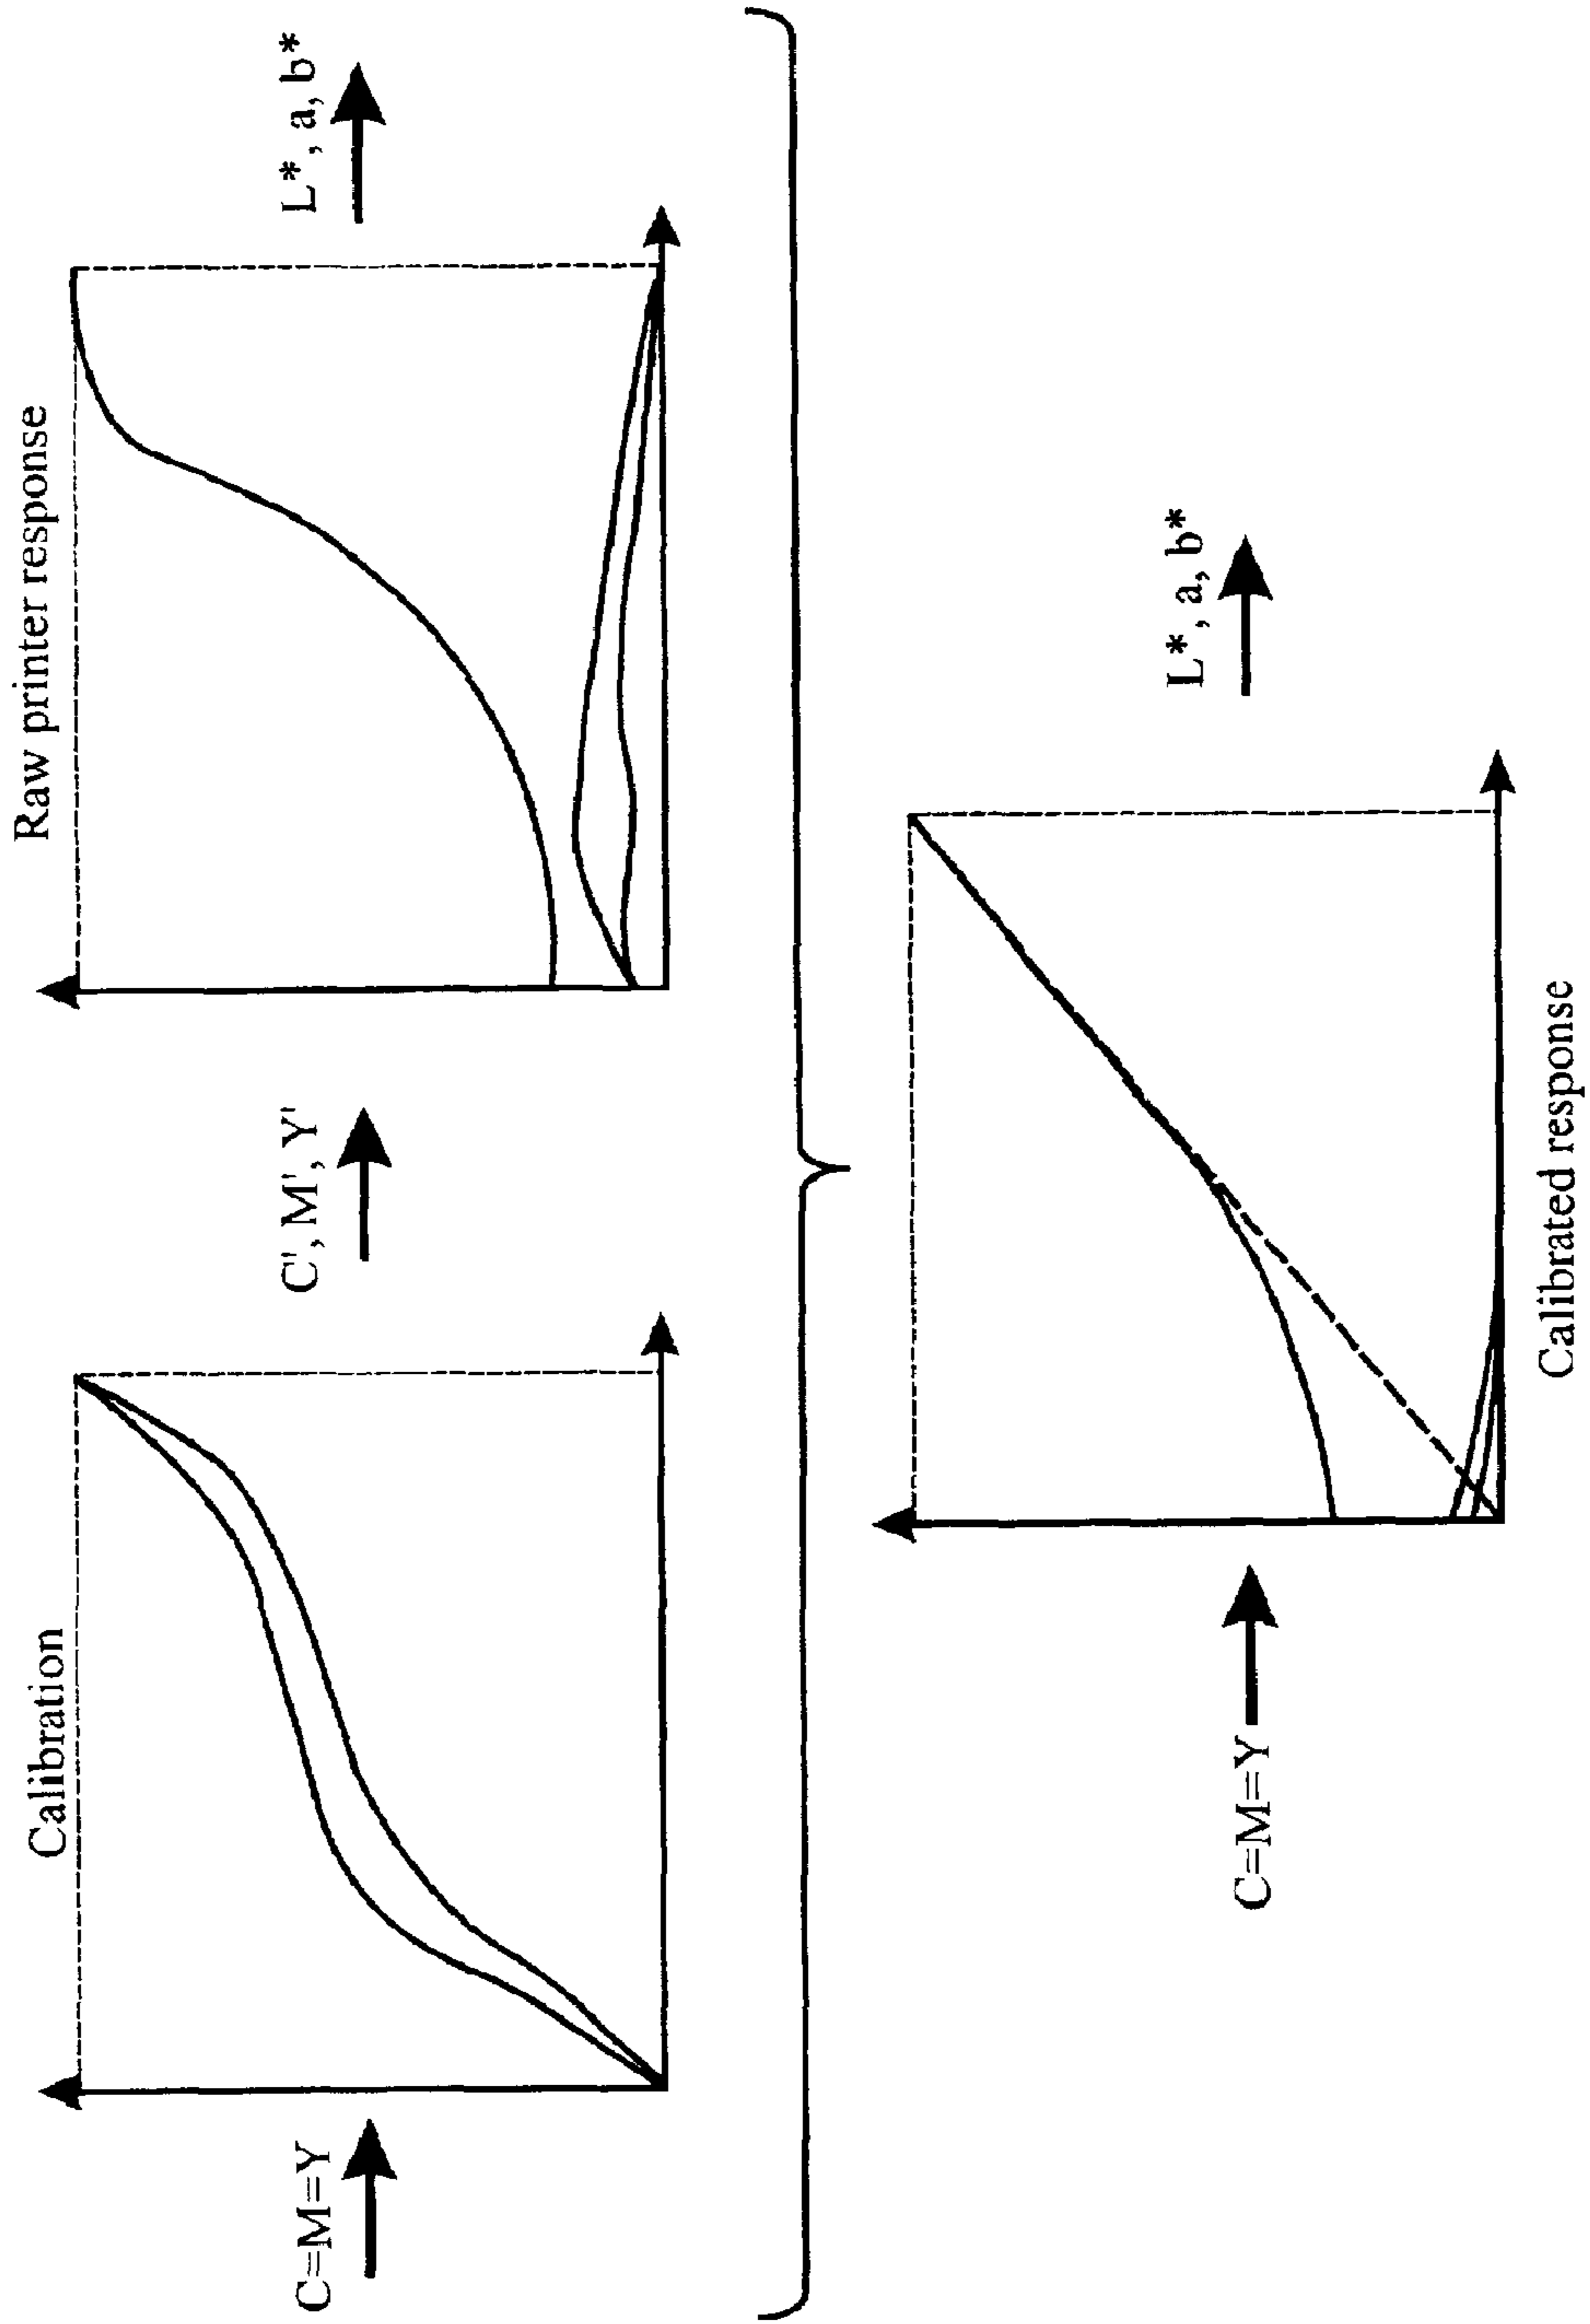 Calibration
Raw printer response
C=M=Y
C', M', Y'
L*, a, b*
C=M=Y
L*, a, b*
Calibrated response